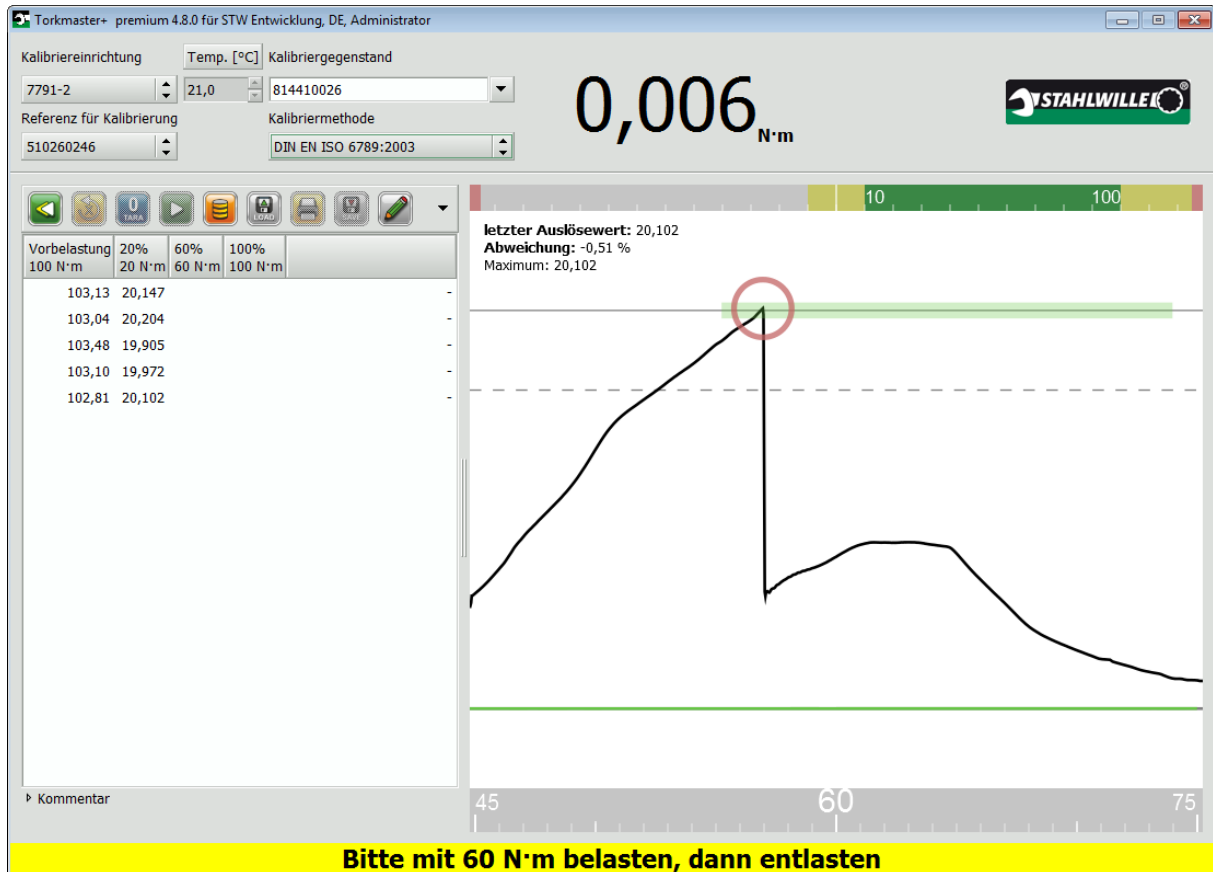 Torkmaster+ premium 4.8.0 für STW Entwicklung, DE, Administrator
Kalibriereinrichtung Temp. [°C] Kalibriergegenstand
7791-2 21,0 814410026
Referenz für Kalibrierung Kalibriermethode
510260246 DIN EN ISO 6789:2003
0,006 N·m
STAHLWILLE ®
0 TARA LOAD SAVE
Vorbelastung 20% 60% 100%
100 N·m 20 N·m 60 N·m 100 N·m
103,13 20,147 -
103,04 20,204 -
103,48 19,905 -
103,10 19,972 -
102,81 20,102 -
Kommentar
10 100
letzter Auslösewert: 20,102
Abweichung: -0,51 %
Maximum: 20,102
45 60 75
Bitte mit 60 N·m belasten, dann entlasten